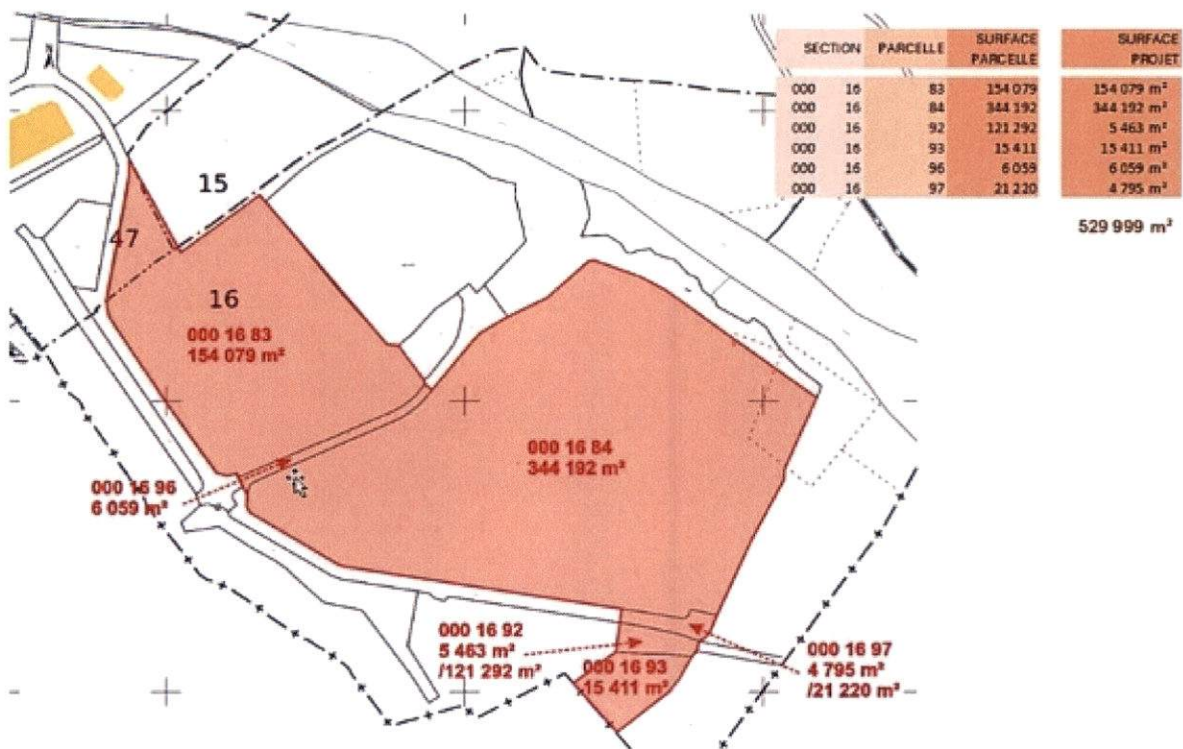 SECTION PARCELLE SURFACE PARCELLE SURFACE PROJET
000 16 83 154 079 154 079 m²
000 16 84 344 192 344 192 m²
000 16 92 121 292 5 463 m²
000 16 93 15 411 15 411 m²
000 16 96 6 059 6 059 m²
000 16 97 21 220 4 795 m²
529 999 m²
15
47
16
000 16 83
154 079 m²
000 16 84
344 192 m²
000 16 96
6 059 m²
000 16 92
5 463 m²
/121 292 m²
000 16 93
15 411 m²
000 16 97
4 795 m²
/21 220 m²